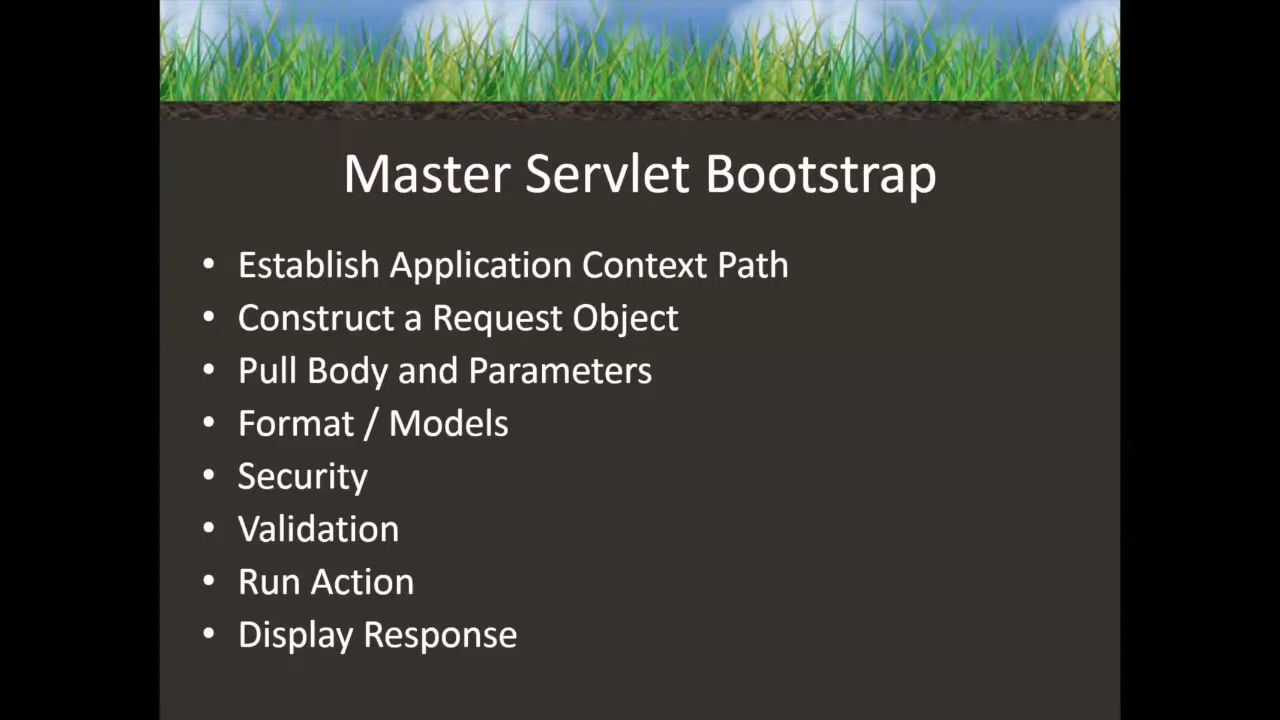 Master Servlet Bootstrap
• Establish Application Context Path
• Construct a Request Object
• Pull Body and Parameters
• Format / Models
• Security
• Validation
• Run Action
• Display Response